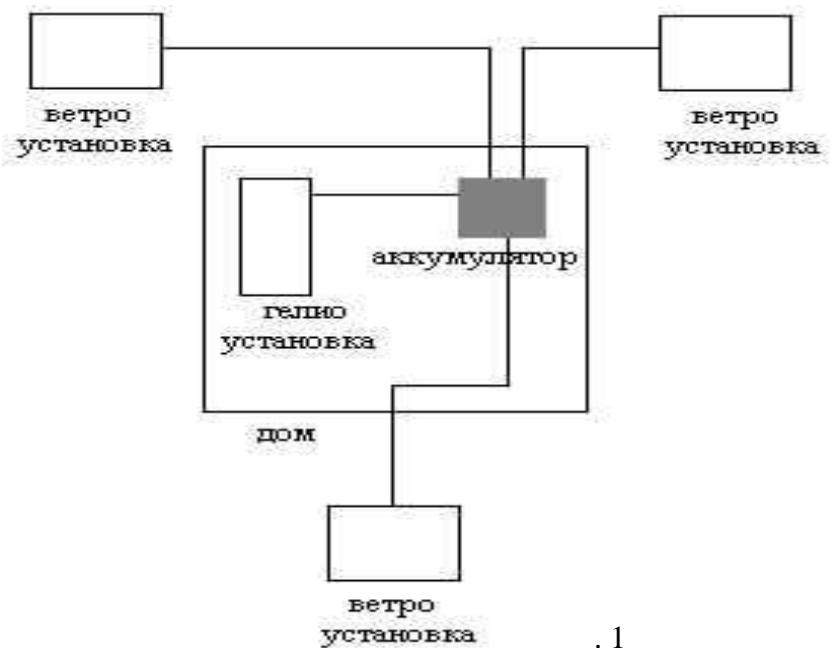 ветро
установка
ветро
установка
аккумулятор
гелио
установка
дом
ветро
установка
. 1